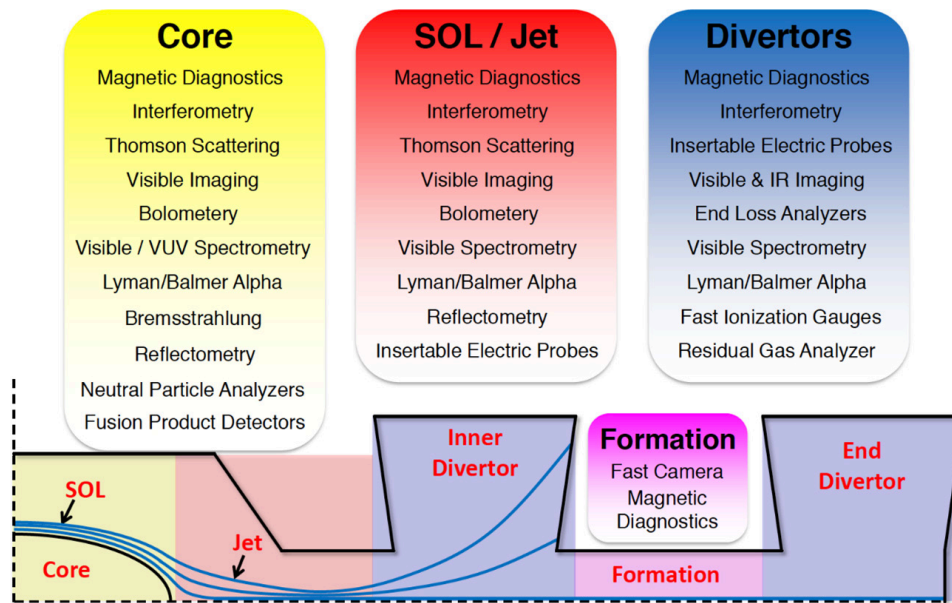 Core
Magnetic Diagnostics
Interferometry
Thomson Scattering
Visible Imaging
Bolometery
Visible / VUV Spectrometry
Lyman/Balmer Alpha
Bremsstrahlung
Reflectometry
Neutral Particle Analyzers
Fusion Product Detectors
SOL / Jet
Magnetic Diagnostics
Interferometry
Thomson Scattering
Visible Imaging
Bolometery
Visible Spectrometry
Lyman/Balmer Alpha
Reflectometry
Insertable Electric Probes
Divertors
Magnetic Diagnostics
Interferometry
Insertable Electric Probes
Visible & IR Imaging
End Loss Analyzers
Visible Spectrometry
Lyman/Balmer Alpha
Fast Ionization Gauges
Residual Gas Analyzer
Formation
Fast Camera
Magnetic
Diagnostics
SOL
Core
Jet
Inner
Divertor
Formation
End
Divertor